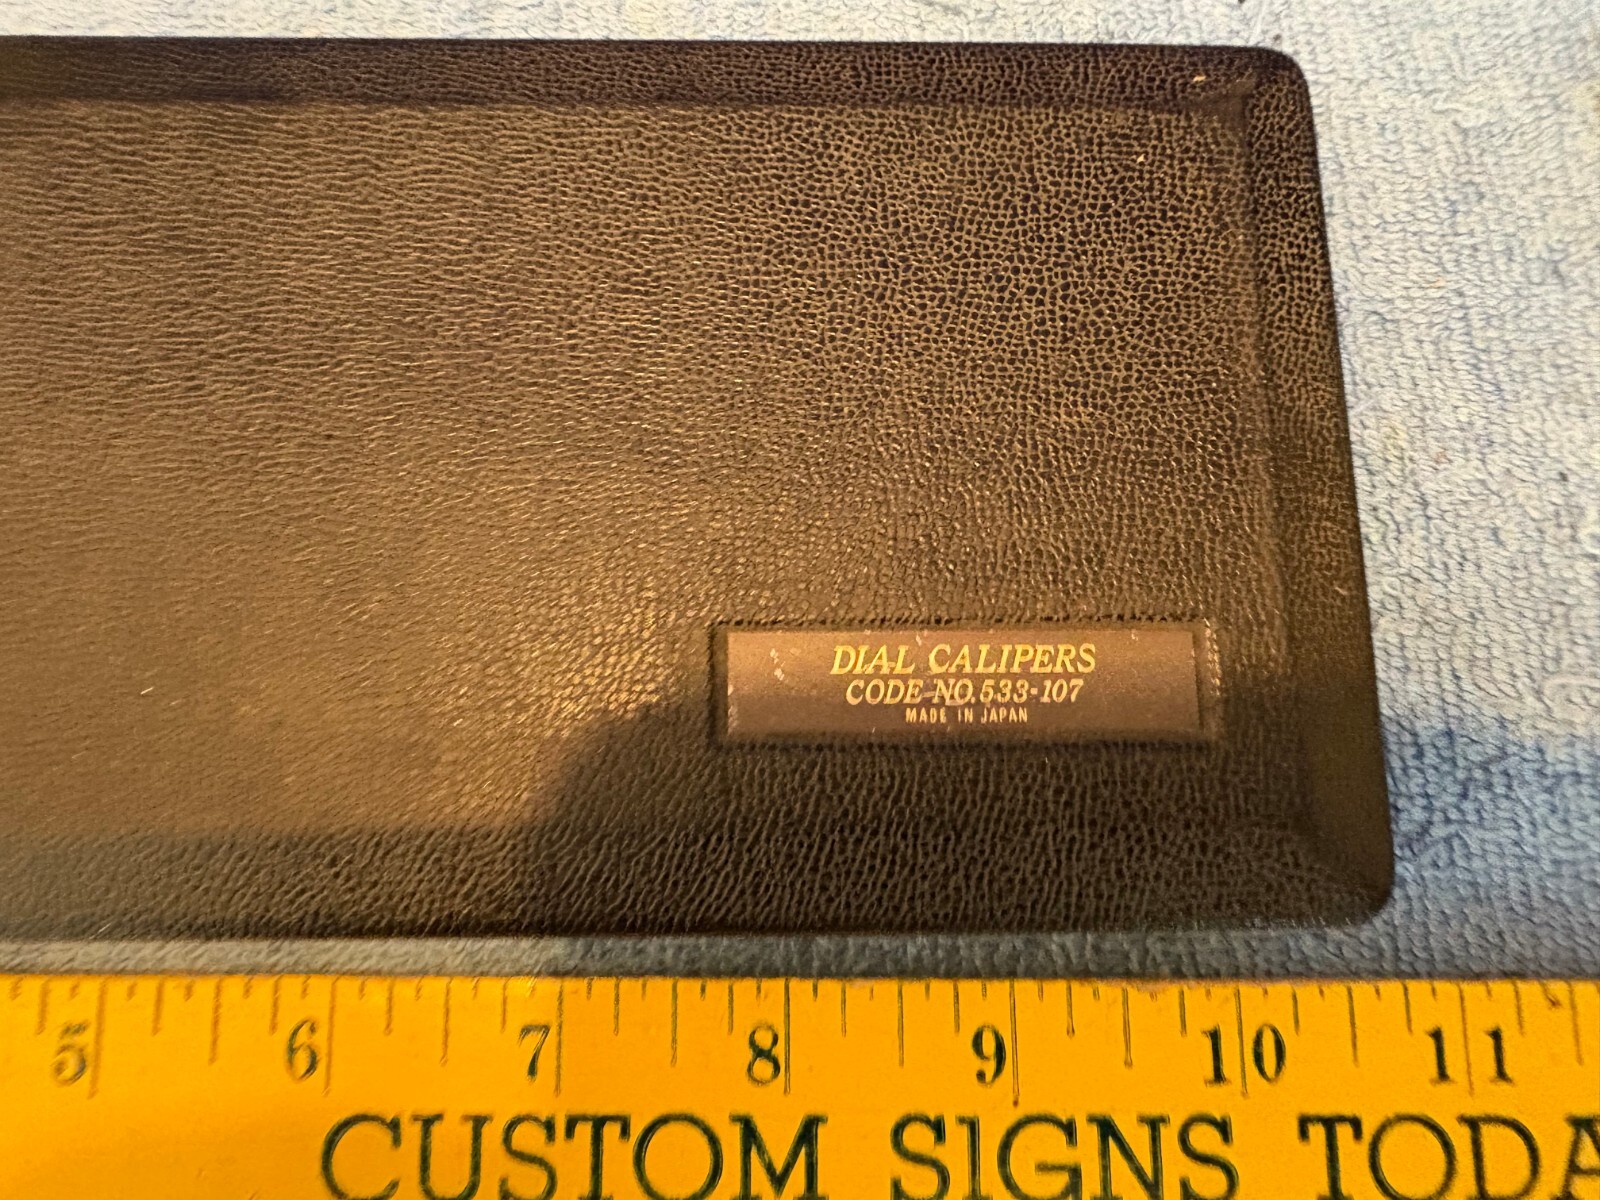 DIAL CALIPERS
CODE NO. 533-107
MADE IN JAPAN
5 6 7 8 9 10 11
CUSTOM SIGNS TODA